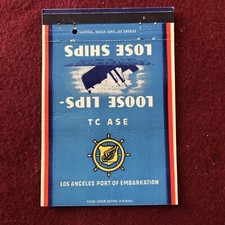 LOOSE LIPS-
LOSE SHIPS
TC ASE
LOS ANGELES PORT OF EMBARKATION